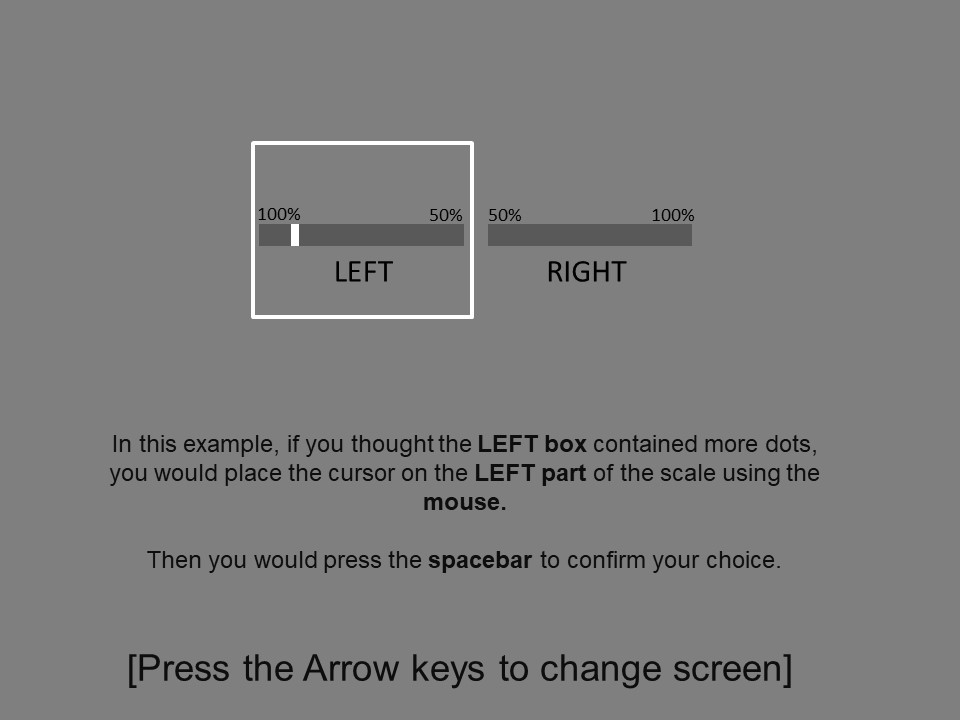 100% 50% 50% 100%
LEFT RIGHT
In this example, if you thought the LEFT box contained more dots,
you would place the cursor on the LEFT part of the scale using the
mouse.
Then you would press the spacebar to confirm your choice.
[Press the Arrow keys to change screen]